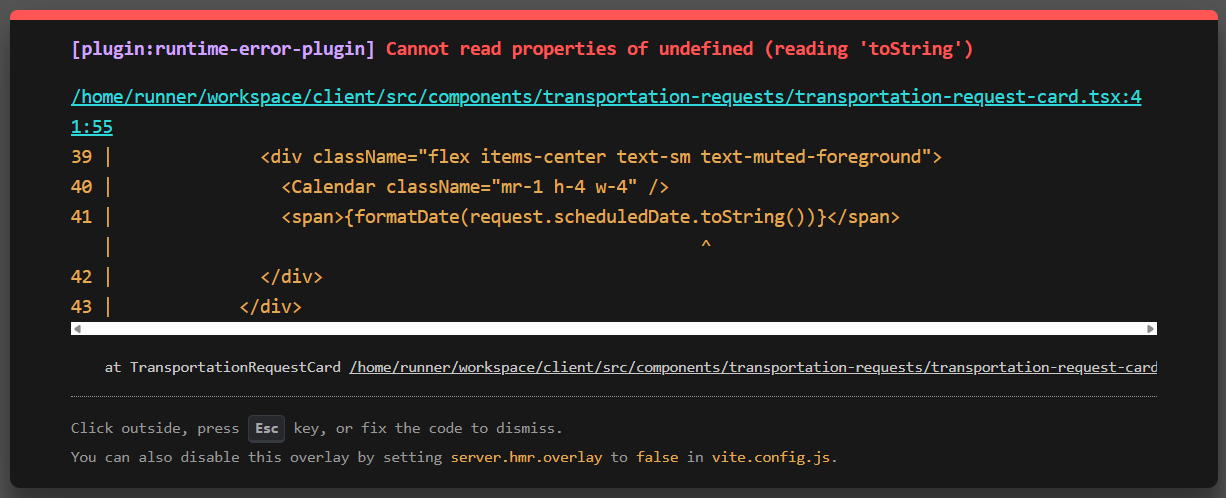 [plugin:runtime-error-plugin] Cannot read properties of undefined (reading 'toString')
/home/runner/workspace/client/src/components/transportation-requests/transportation-request-card.tsx:4
1:55
39 |              <div className="flex items-center text-sm text-muted-foreground">
40 |                <Calendar className="mr-1 h-4 w-4" />
41 |                <span>{formatDate(request.scheduledDate.toString())}</span>
   |                                                        ^
42 |              </div>
43 |            </div>
at TransportationRequestCard /home/runner/workspace/client/src/components/transportation-requests/transportation-request-card
Click outside, press Esc key, or fix the code to dismiss.
You can also disable this overlay by setting server.hmr.overlay to false in vite.config.js.